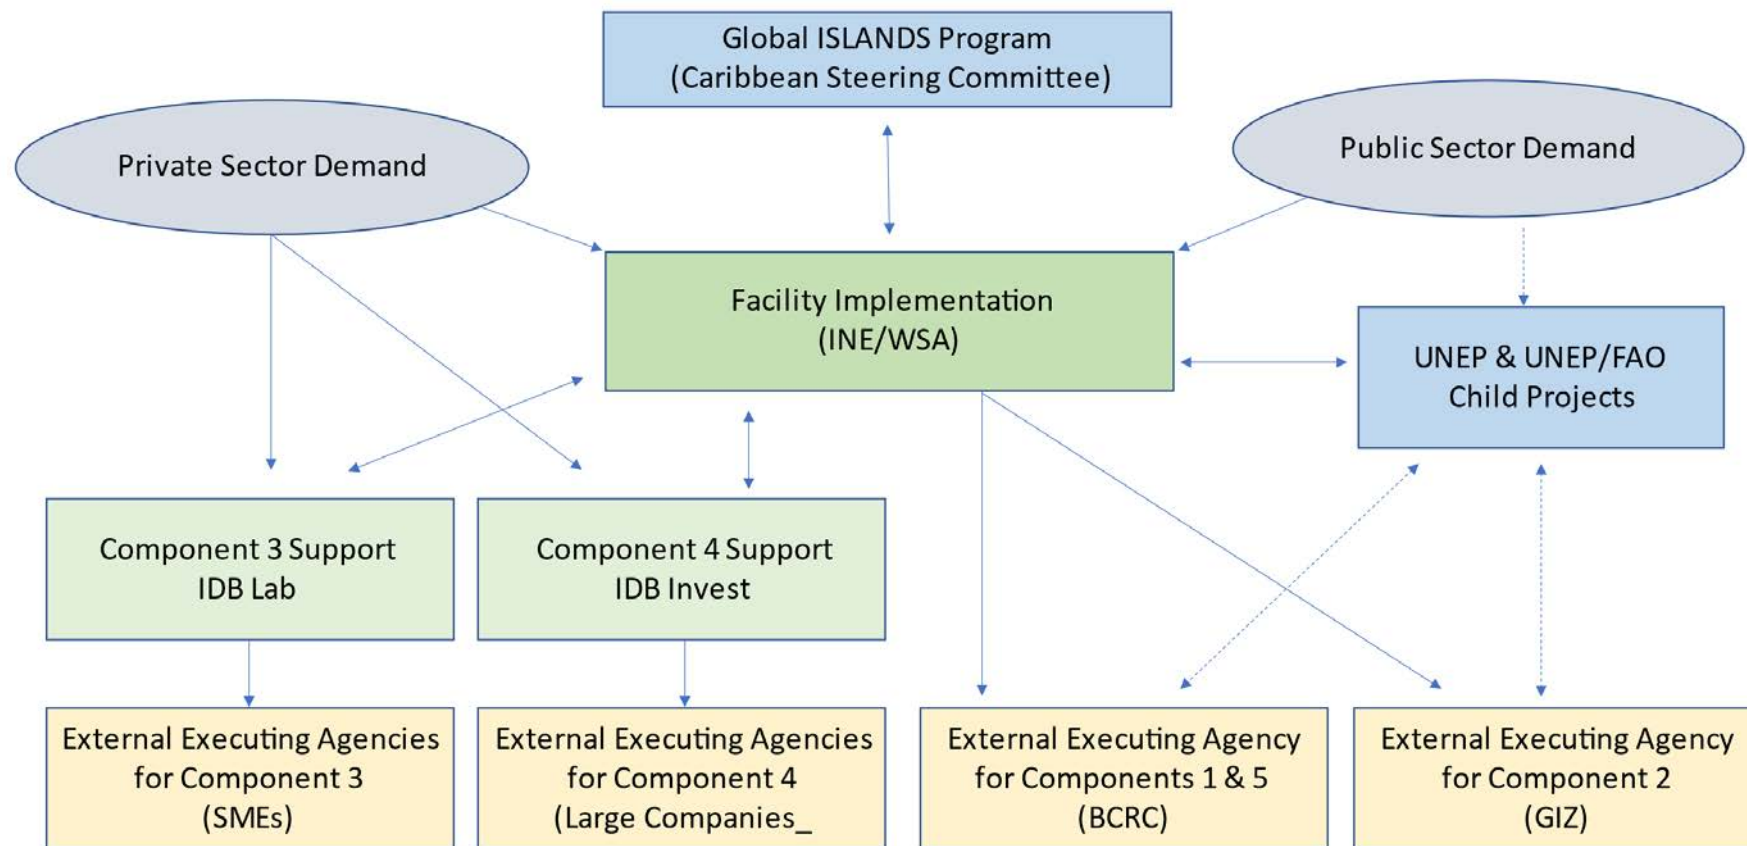 Global ISLANDS Program
(Caribbean Steering Committee)
Private Sector Demand
Public Sector Demand
Facility Implementation
(INE/WSA)
UNEP & UNEP/FAO
Child Projects
Component 3 Support
IDB Lab
Component 4 Support
IDB Invest
External Executing Agencies
for Component 3
(SMEs)
External Executing Agencies
for Component 4
(Large Companies_
External Executing Agency
for Components 1 & 5
(BCRC)
External Executing Agency
for Component 2
(GIZ)